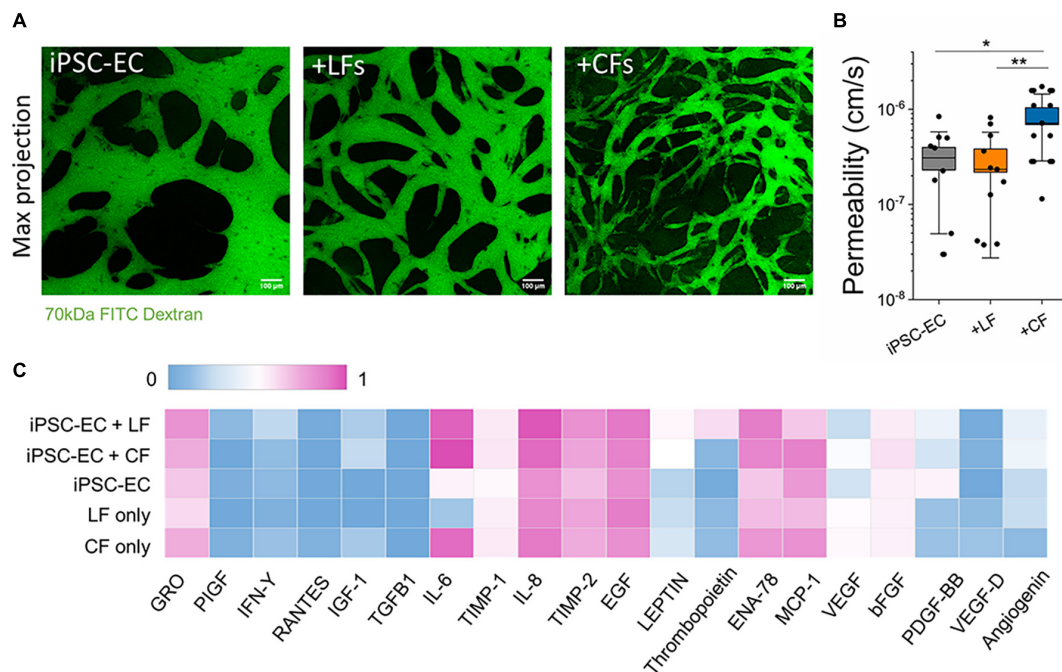 A
B
Max projection
iPSC-EC
+LFs
+CFs
100 µm
100 µm
100 µm
70kDa FITC Dextran
Permeability (cm/s)
*
**
10-6
10-7
10-8
iPSC-EC
+LF
+CF
C
0
1
iPSC-EC + LF
iPSC-EC + CF
iPSC-EC
LF only
CF only
GRO
PIGF
IFN-Y
RANTES
IGF-1
TGFB1
IL-6
TIMP-1
IL-8
TIMP-2
EGF
LEPTIN
Thrombopoietin
ENA-78
MCP-1
VEGF
bFGF
PDGF-BB
VEGF-D
Angiogenin